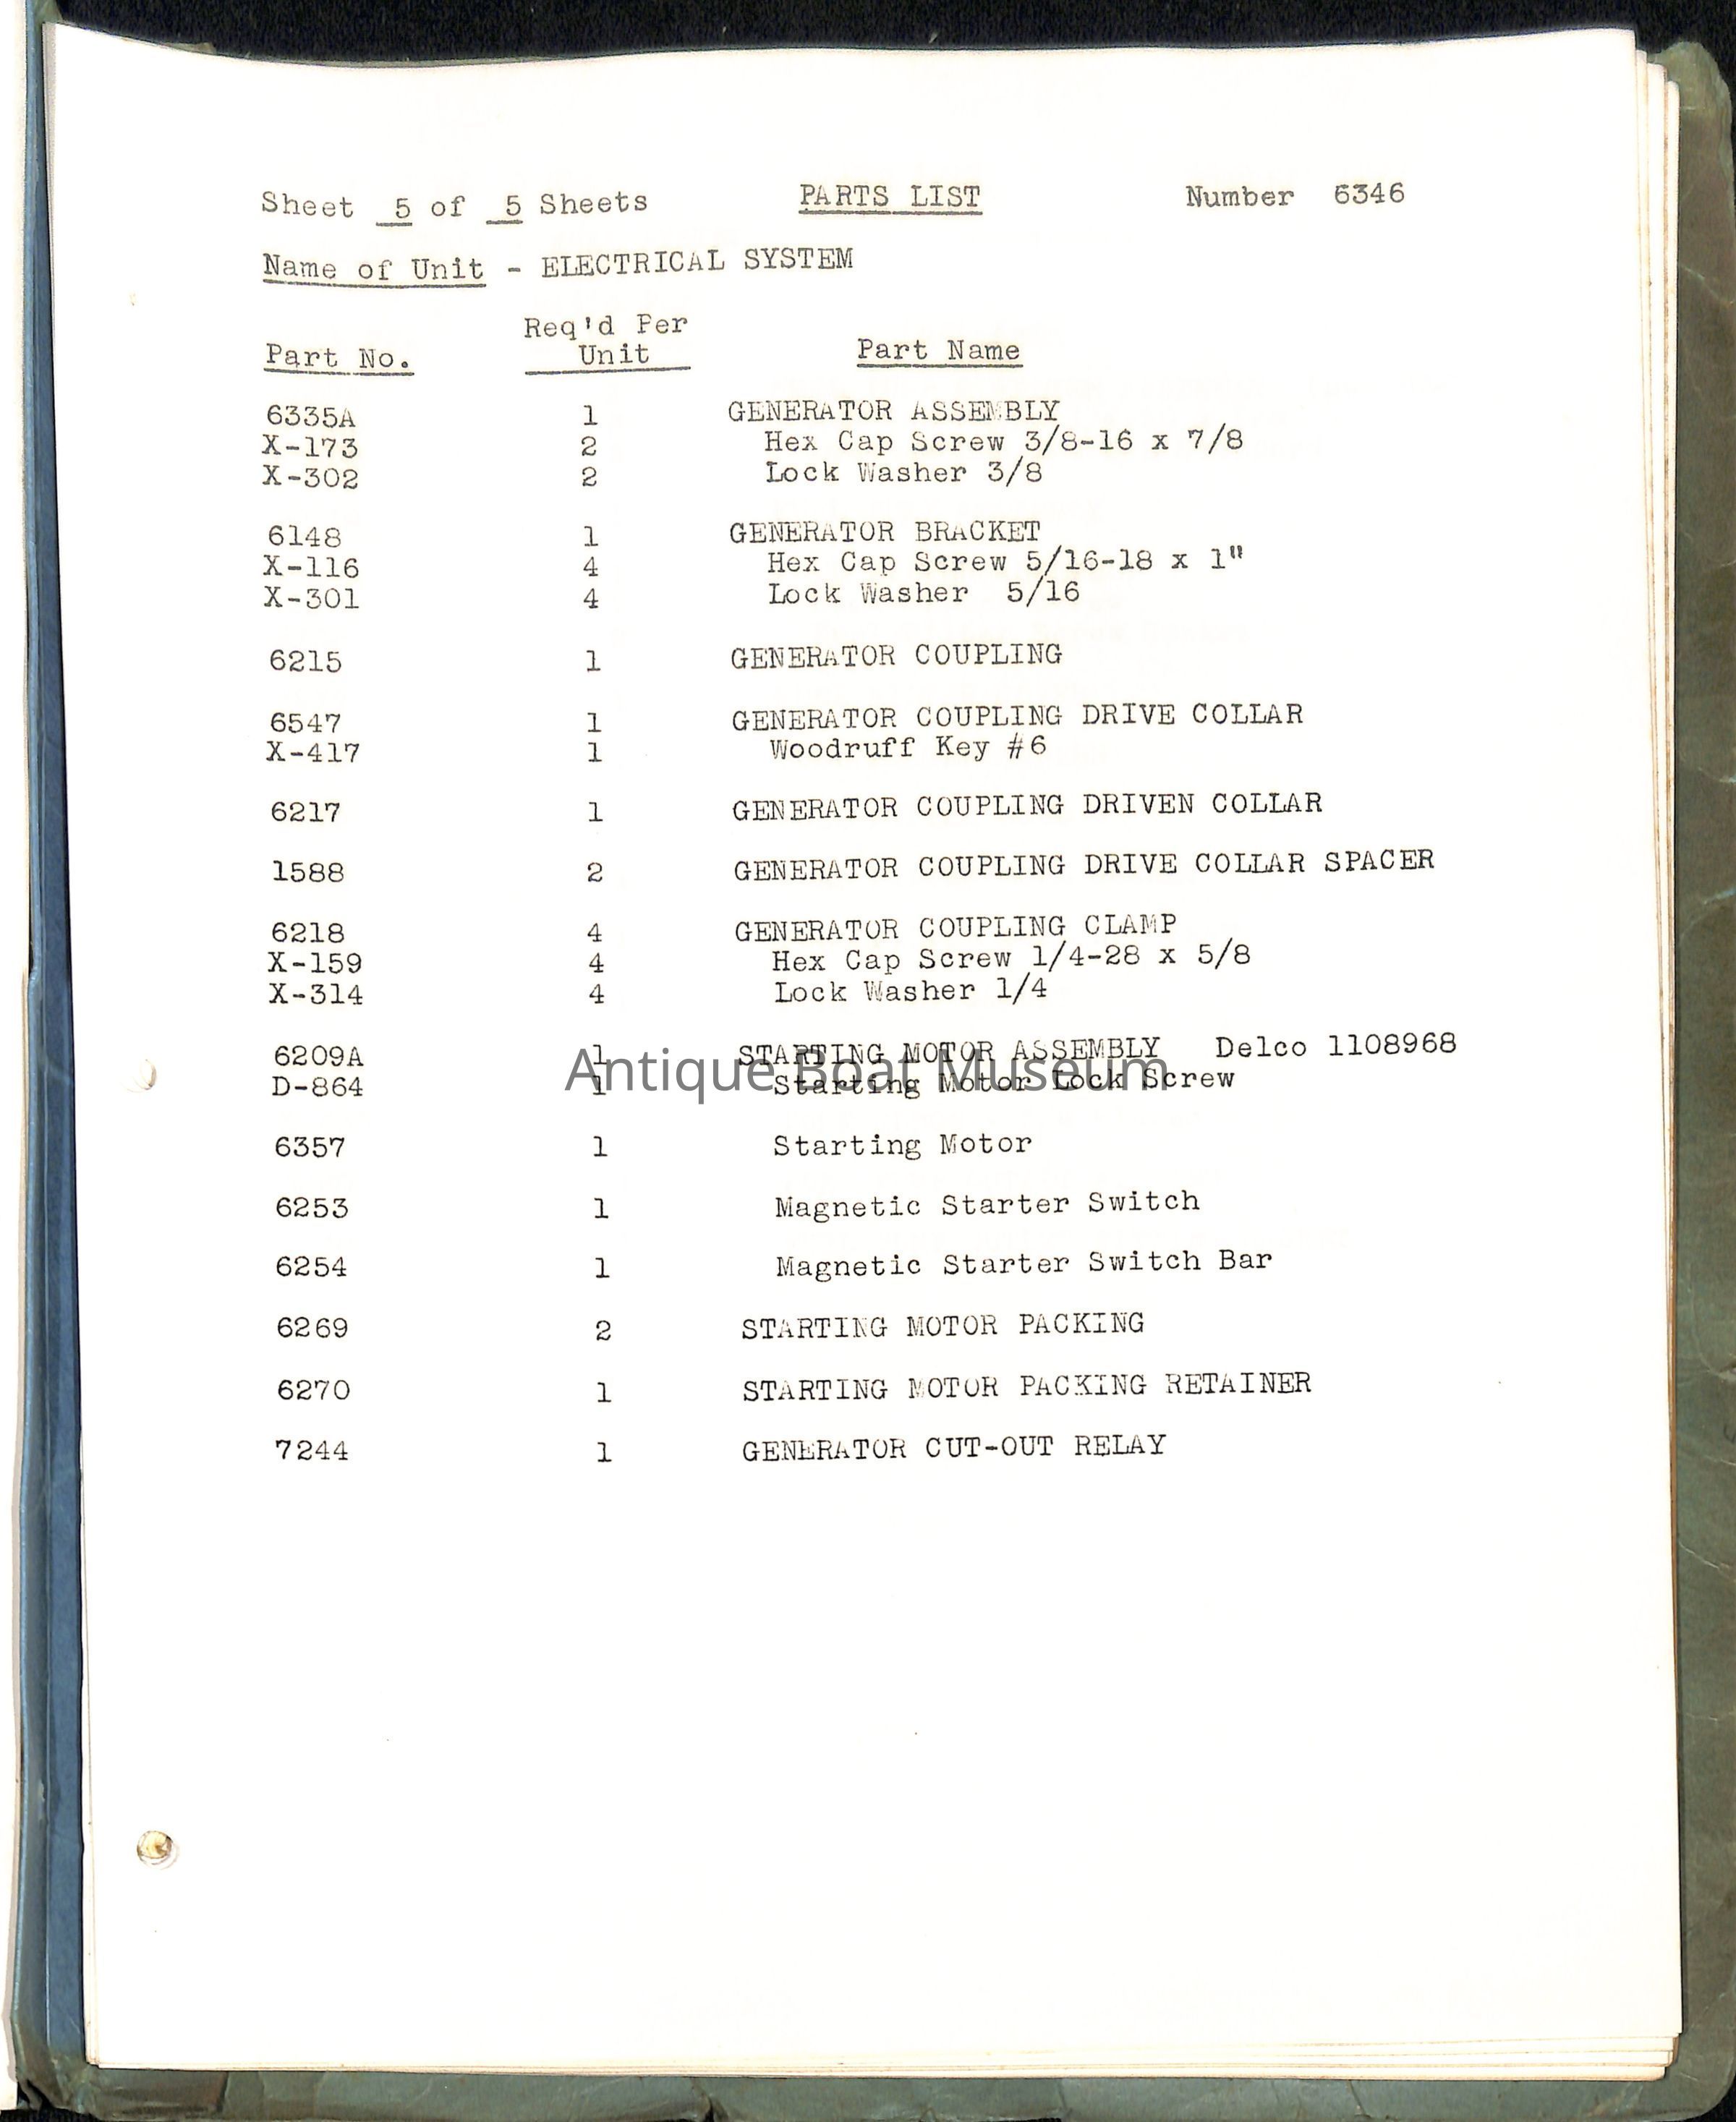 Sheet 5 of 5 Sheets PARTS LIST Number 6346
Name of Unit - ELECTRICAL SYSTEM
Part No. Req'd Per Unit Part Name
6335A 1 GENERATOR ASSEMBLY
X-173 2 Hex Cap Screw 3/8-16 x 7/8
X-302 2 Lock Washer 3/8
6148 1 GENERATOR BRACKET
X-116 4 Hex Cap Screw 5/16-18 x 1"
X-301 4 Lock Washer 5/16
6215 1 GENERATOR COUPLING
6547 1 GENERATOR COUPLING DRIVE COLLAR
X-417 1 Woodruff Key #6
6217 1 GENERATOR COUPLING DRIVEN COLLAR
1588 2 GENERATOR COUPLING DRIVE COLLAR SPACER
6218 4 GENERATOR COUPLING CLAMP
X-159 4 Hex Cap Screw 1/4-28 x 5/8
X-314 4 Lock Washer 1/4
6209A 1 STARTING MOTOR ASSEMBLY Delco 1108968
Antique Boat Museum
D-864 1 Starting Motor Lock Screw
6357 1 Starting Motor
6253 1 Magnetic Starter Switch
6254 1 Magnetic Starter Switch Bar
6269 2 STARTING MOTOR PACKING
6270 1 STARTING MOTOR PACKING RETAINER
7244 1 GENERATOR CUT-OUT RELAY